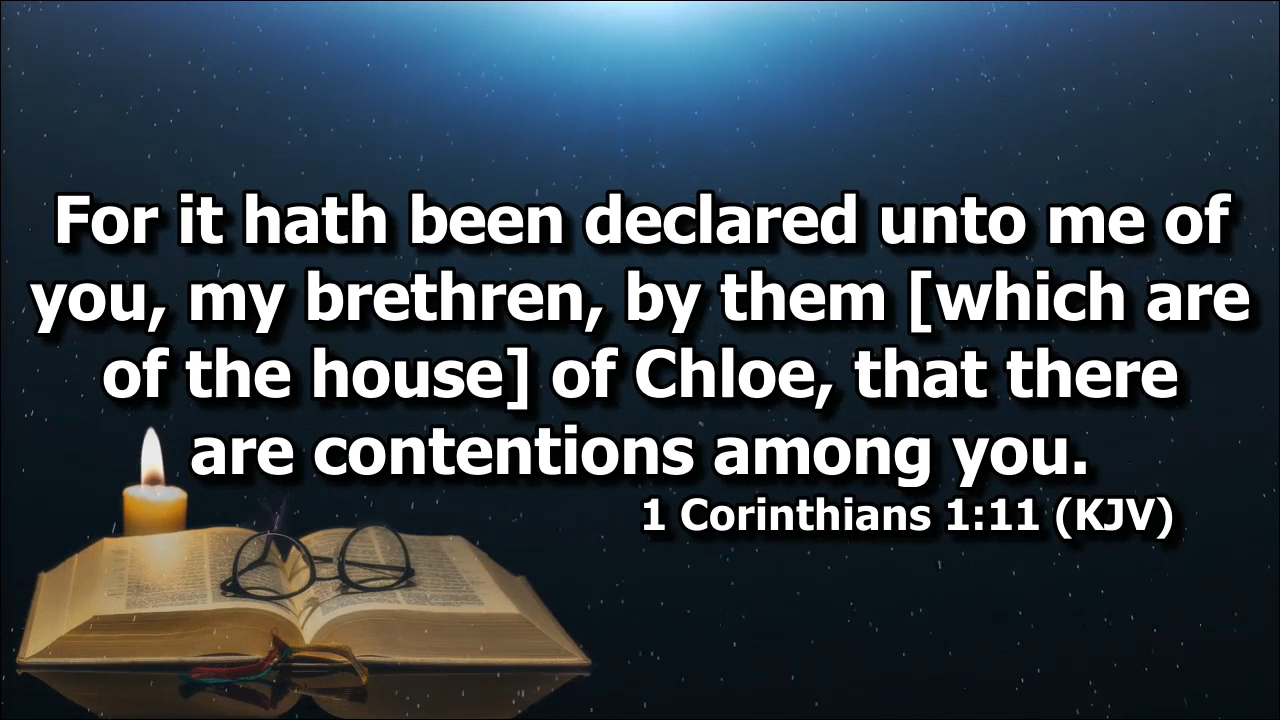 For it hath been declared unto me of
you, my brethren, by them [which are
of the house] of Chloe, that there
are contentions among you.
1 Corinthians 1:11 (KJV)